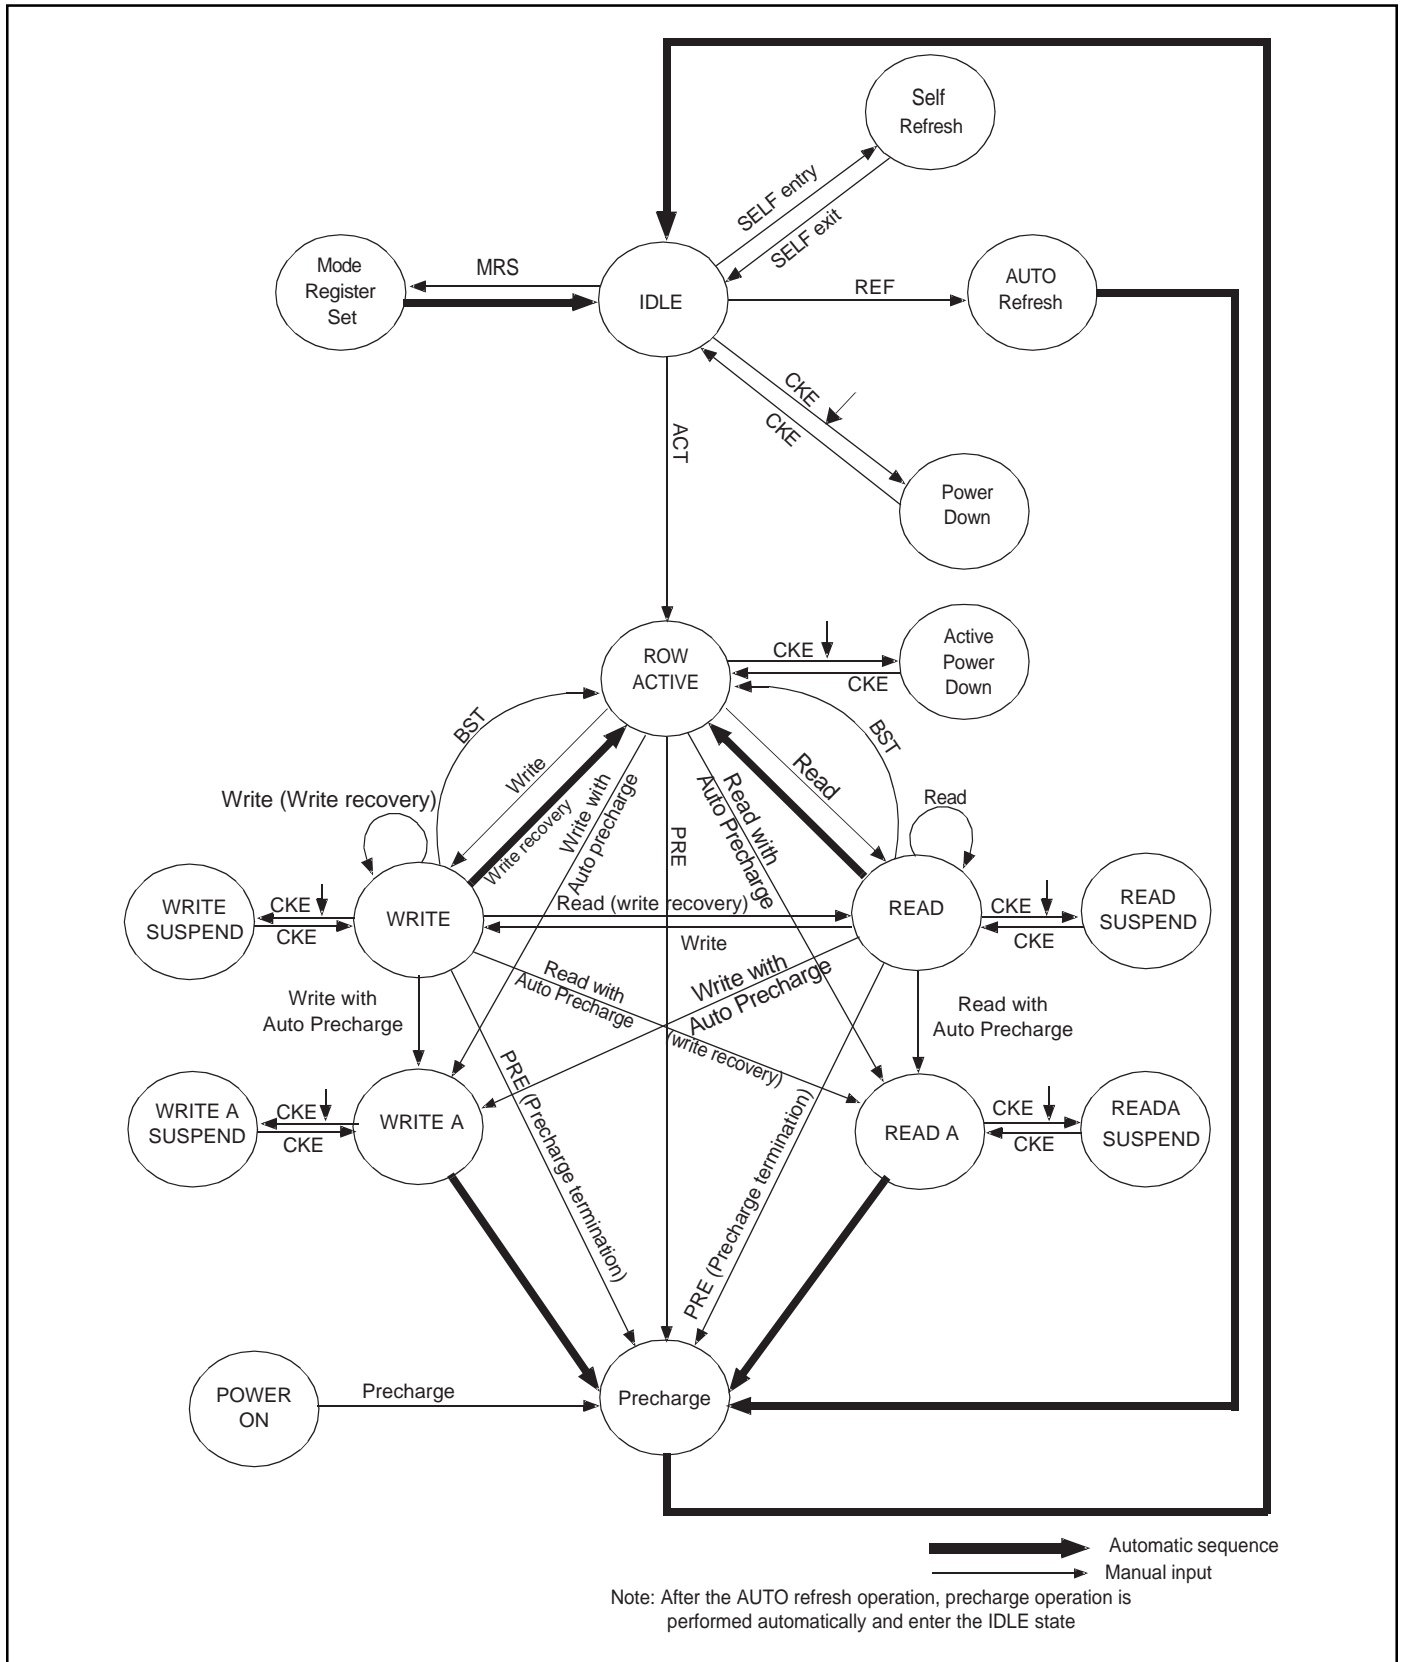 Self
Refresh
SELF entry
SELF exit
Mode
Register
Set
MRS
IDLE
REF
AUTO
Refresh
CKE
CKE
ACT
Power
Down
ROW
ACTIVE
CKE
CKE
Active
Power
Down
BST
BST
Write
Write recovery
Write with
Auto precharge
PRE
Read with
Auto Precharge
Read
Write (Write recovery)
Read
WRITE
SUSPEND
CKE
CKE
WRITE
Read (write recovery)
Write
READ
CKE
CKE
READ
SUSPEND
Write with
Auto Precharge
Read with
Auto Precharge
(write recovery)
Write with
Auto Precharge
Read with
Auto Precharge
PRE (Precharge termination)
PRE (Precharge termination)
WRITE A
SUSPEND
CKE
CKE
WRITE A
READ A
CKE
CKE
READA
SUSPEND
POWER
ON
Precharge
Precharge
Automatic sequence
Manual input
Note: After the AUTO refresh operation, precharge operation is
performed automatically and enter the IDLE state